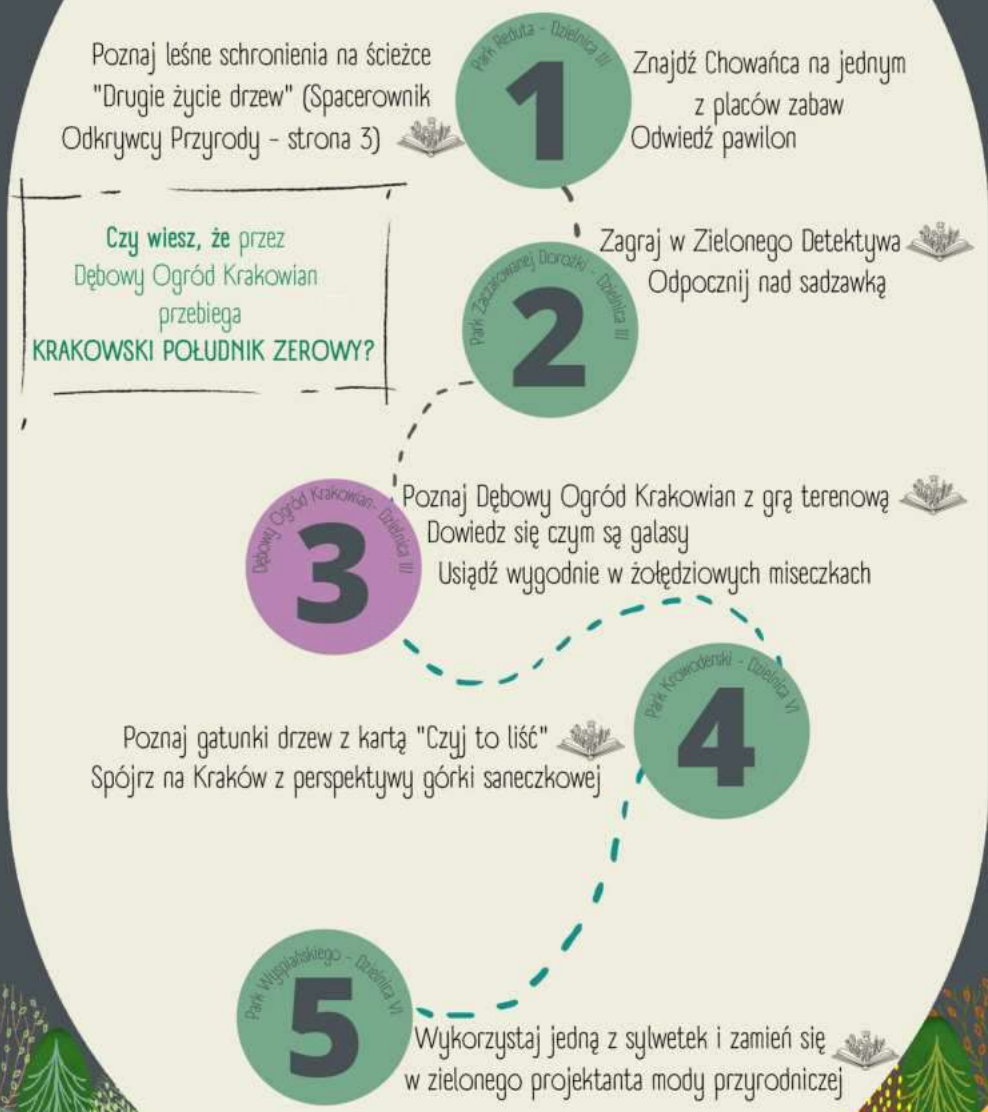 Park Reduta - Dzielnica III
1
Poznaj leśne schronienia na ścieżce
"Drugie życie drzew" (Spacerownik
Odkrywcy Przyrody - strona 3)
Znajdź Chowańca na jednym
z placów zabaw
Odwiedź pawilon
Czy wiesz, że przez
Dębowy Ogród Krakowian
przebiega
KRAKOWSKI POŁUDNIK ZEROWY?
Park Zaczarowanej Dorożki - Dzielnica III
2
Zagraj w Zielonego Detektywa
Odpocznij nad sadzawką
Dębowy Ogród Krakowian- Dzielnica III
3
Poznaj Dębowy Ogród Krakowian z grą terenową
Dowiedz się czym są galasy
Usiądź wygodnie w żołędziowych miseczkach
Park Krowoderski - Dzielnica VI
4
Poznaj gatunki drzew z kartą "Czyj to liść"
Spójrz na Kraków z perspektywy górki saneczkowej
Park Wyspiańskiego - Dzielnica VI
5
Wykorzystaj jedną z sylwetek i zamień się
w zielonego projektanta mody przyrodniczej